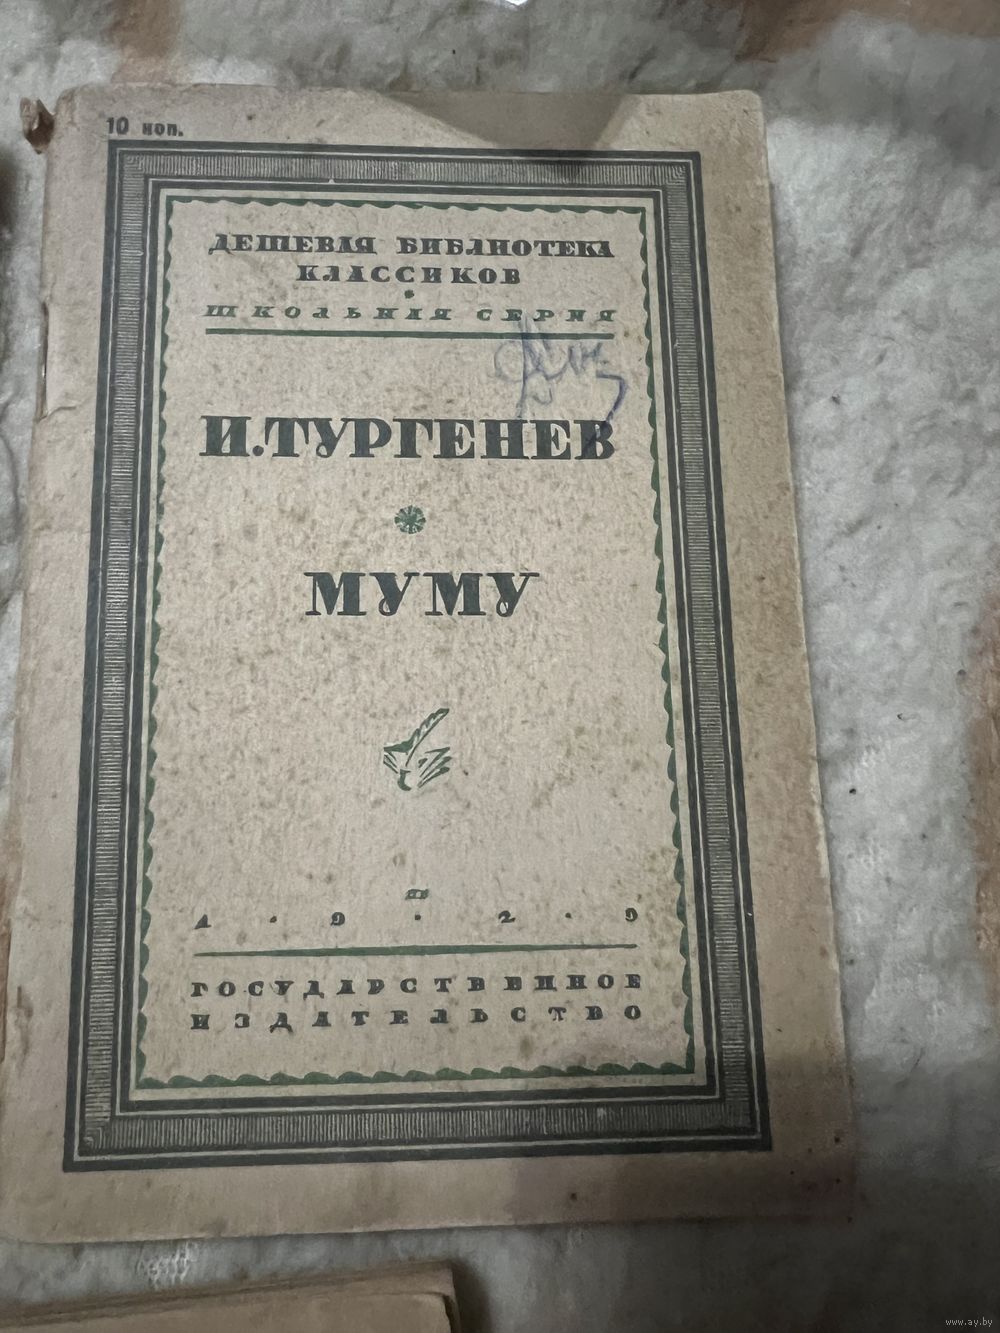 10 коп.
ДЕШЕВАЯ БИБЛИОТЕКА
КЛАССИКОВ
ШКОЛЬНАЯ СЕРИЯ
И. ТУРГЕНЕВ
МУМУ
Ш
1 • 9 • 2 • 9
ГОСУДАРСТВЕННОЕ
ИЗДАТЕЛЬСТВО
www.ay.by